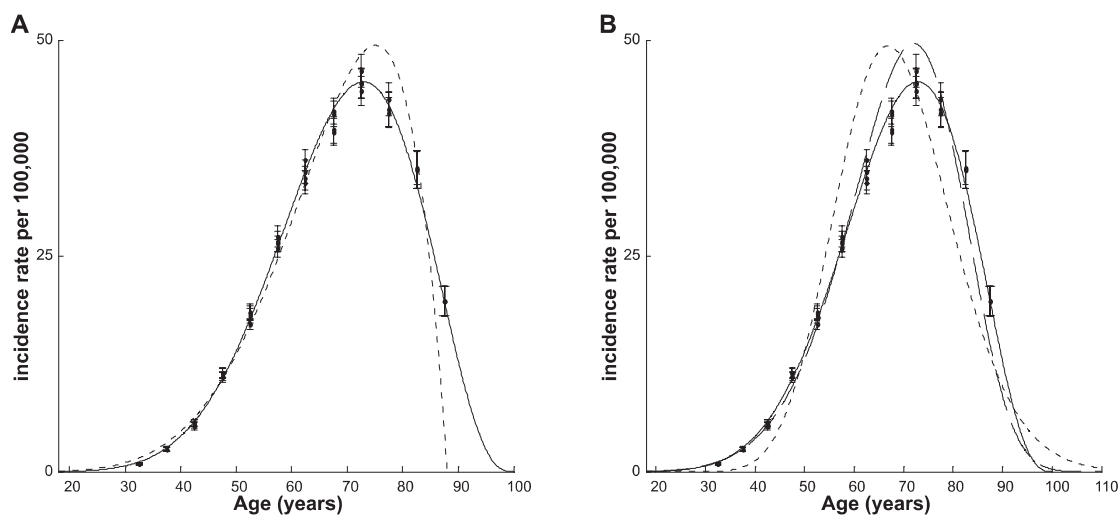 A
50
25
0
incidence rate per 100,000
20 30 40 50 60 70 80 90 100
Age (years)
B
50
25
0
incidence rate per 100,000
20 30 40 50 60 70 80 90 100 110
Age (years)